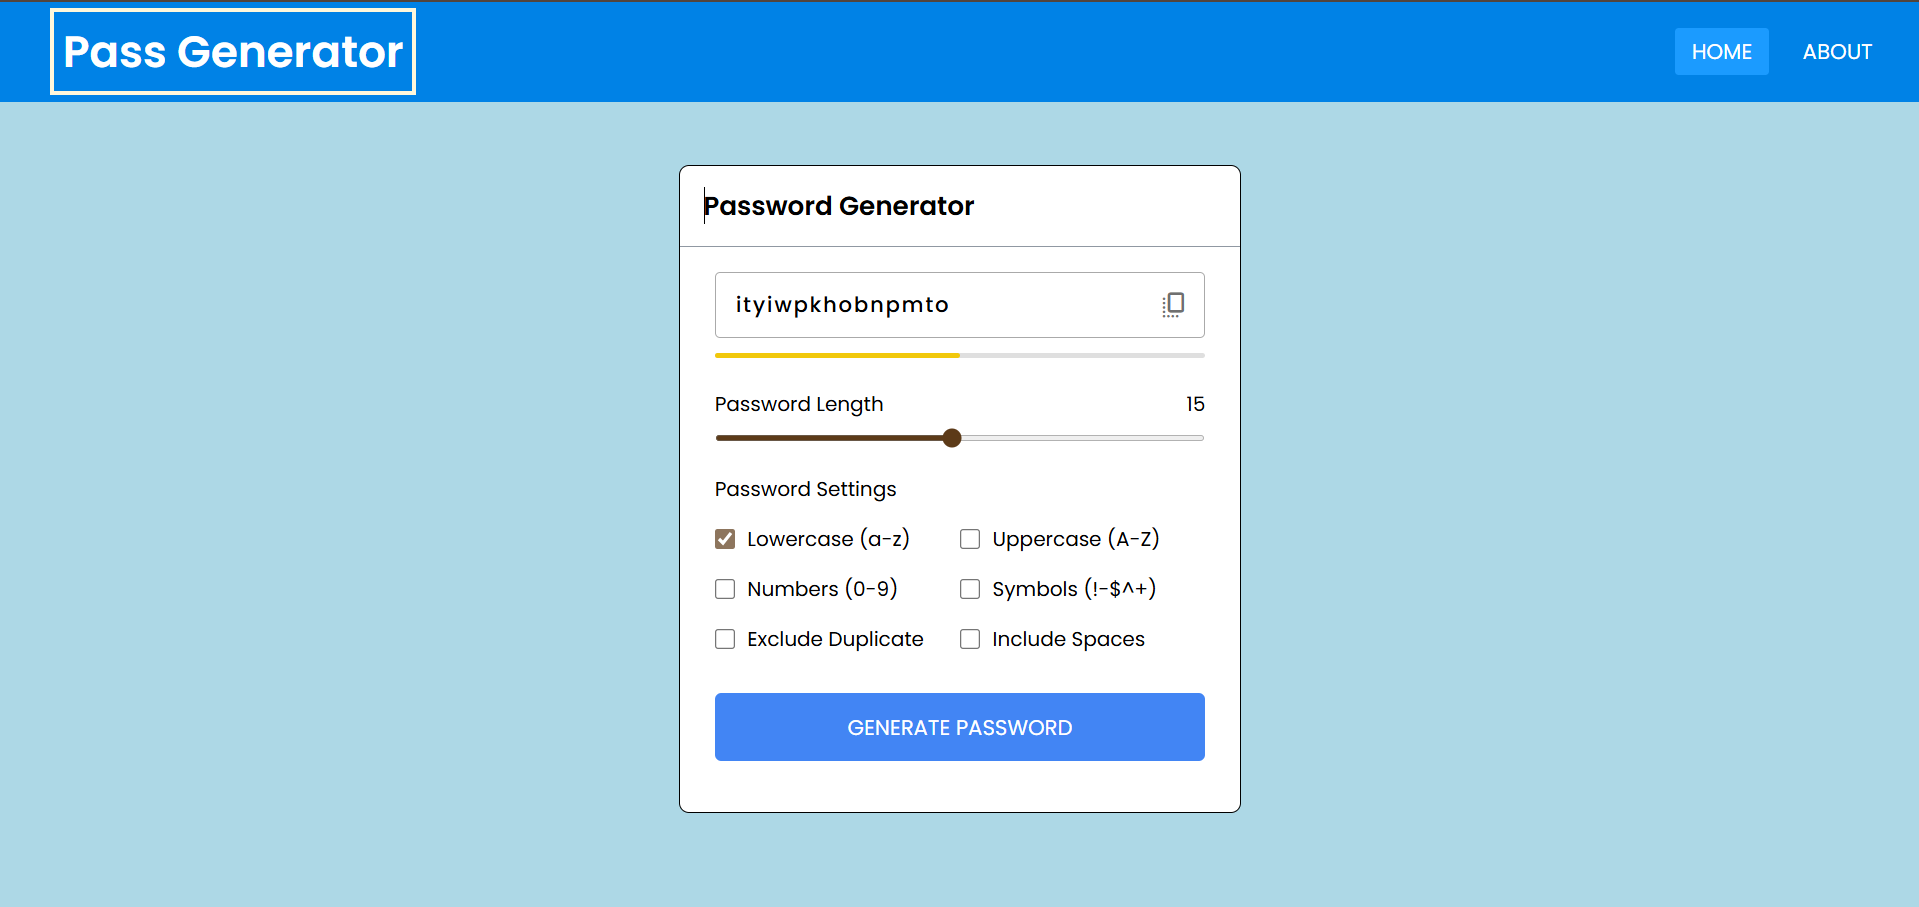 Pass Generator
HOME
ABOUT
Password Generator
ityiwpkhobnpmto
Password Length
15
Password Settings
Lowercase (a-z)
Uppercase (A-Z)
Numbers (0-9)
Symbols (!-$^+)
Exclude Duplicate
Include Spaces
GENERATE PASSWORD